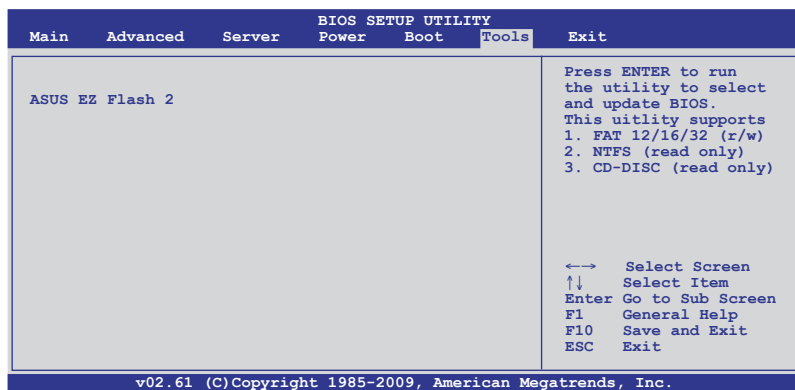 BIOS SETUP UTILITY
Main Advanced Server Power Boot Tools Exit
ASUS EZ Flash 2
Press ENTER to run
the utility to select
and update BIOS.
This uitlity supports
1. FAT 12/16/32 (r/w)
2. NTFS (read only)
3. CD-DISC (read only)
←→ Select Screen
↑↓ Select Item
Enter Go to Sub Screen
F1 General Help
F10 Save and Exit
ESC Exit
v02.61 (C)Copyright 1985-2009, American Megatrends, Inc.